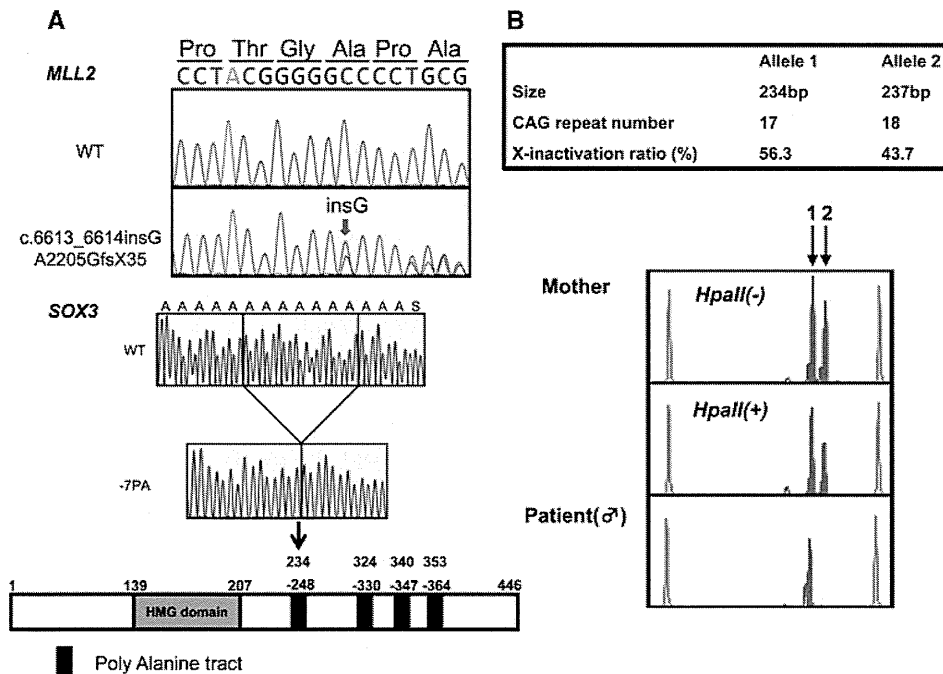 A
Pro Thr Gly Ala Pro Ala
MLL2
CCTACGGGGGCCCCTGCG
WT
insG
c.6613_6614insG
A2205GfsX35
SOX3
A A A A A A A A A A A A A A S
WT
-7PA
234 324 340 353
1 139 207 -248 -330 -347 -364 446
HMG domain
Poly Alanine tract
B
Allele 1 Allele 2
Size 234bp 237bp
CAG repeat number 17 18
X-inactivation ratio (%) 56.3 43.7
1 2
Mother
HpaII(-)
HpaII(+)
Patient(♂)